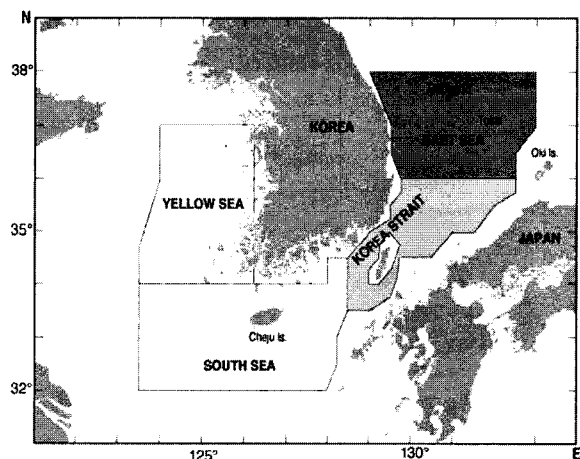 N
38°
35°
32°
KOREA
EAST SEA
Oki Is.
YELLOW SEA
KOREA STRAIT
JAPAN
Cheju Is.
SOUTH SEA
125°
130°
E